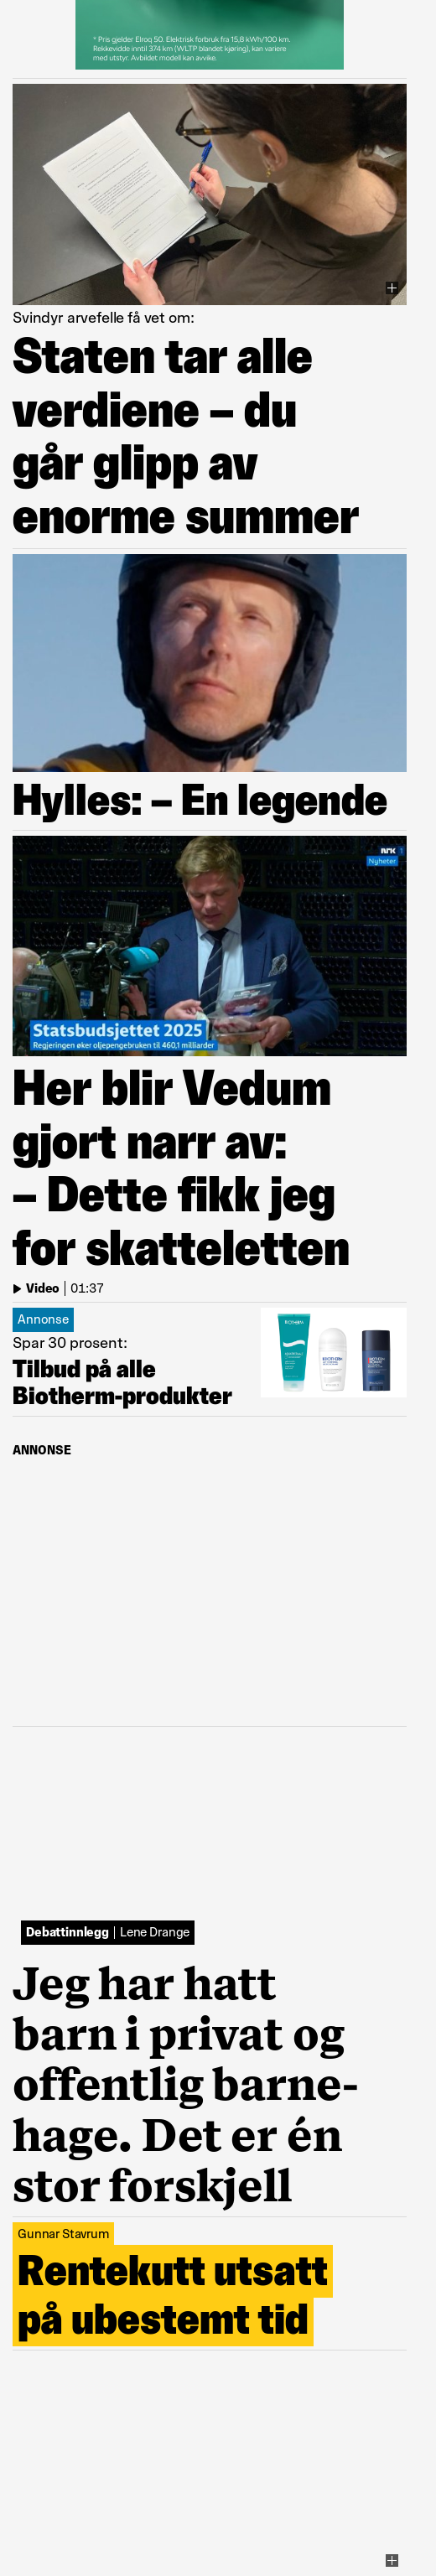 * Pris gjelder Elroq 50. Elektrisk forbruk fra 15,8 kWh/100 km.
Rekkevidde inntil 374 km (WLTP blandet kjøring), kan variere
med utstyr. Avbildet modell kan avvike.
Svindyr arvefelle få vet om:
Staten tar alle
verdiene – du
går glipp av
enorme summer
Hylles: – En legende
NRK 1
Nyheter
Statsbudsjettet 2025
Regjeringen øker oljepengebruken til 460,1 milliarder
Her blir Vedum
gjort narr av:
– Dette fikk jeg
for skatteletten
Video | 01:37
Annonse
Spar 30 prosent:
Tilbud på alle
Biotherm-produkter
BIOTHERM
ANNONSE
Debattinnlegg | Lene Drange
Jeg har hatt
barn i privat og
offentlig barne-
hage. Det er én
stor forskjell
Gunnar Stavrum
Rentekutt utsatt
på ubestemt tid